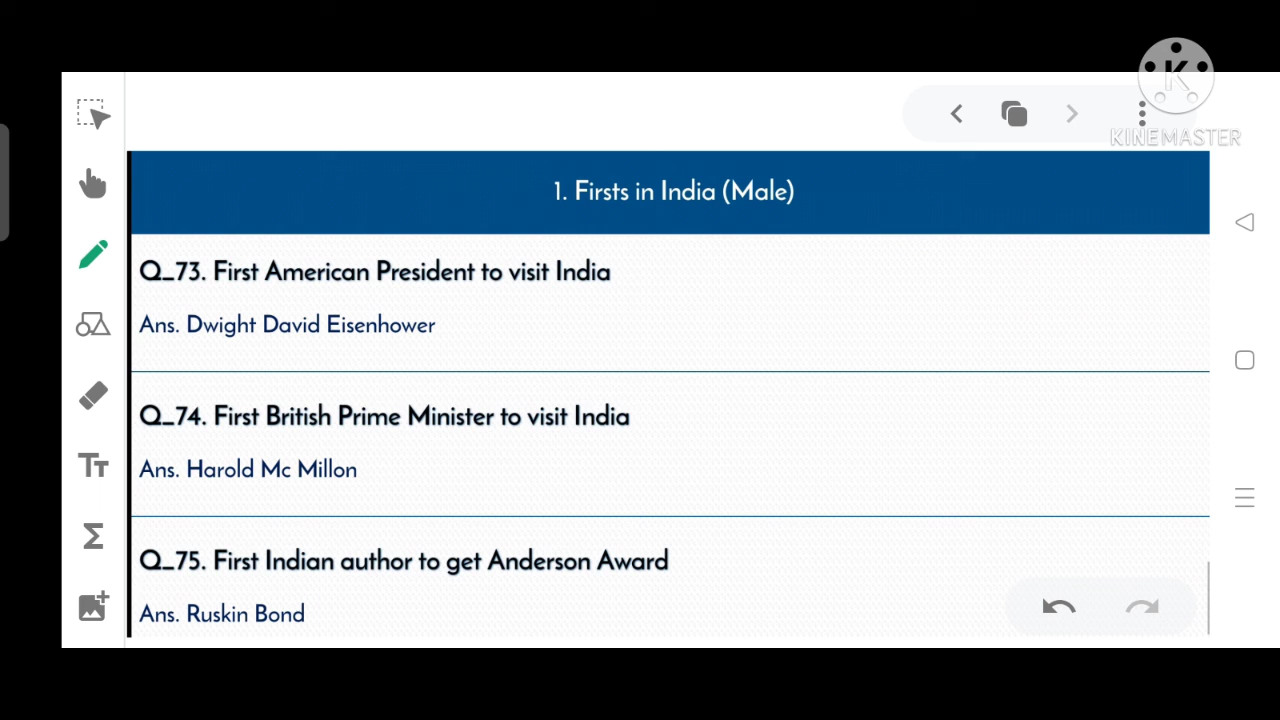 K
KINEMASTER
1. Firsts in India (Male)
Q_73. First American President to visit India
Ans. Dwight David Eisenhower
Q_74. First British Prime Minister to visit India
Ans. Harold Mc Millon
Q_75. First Indian author to get Anderson Award
Ans. Ruskin Bond
TT
Σ